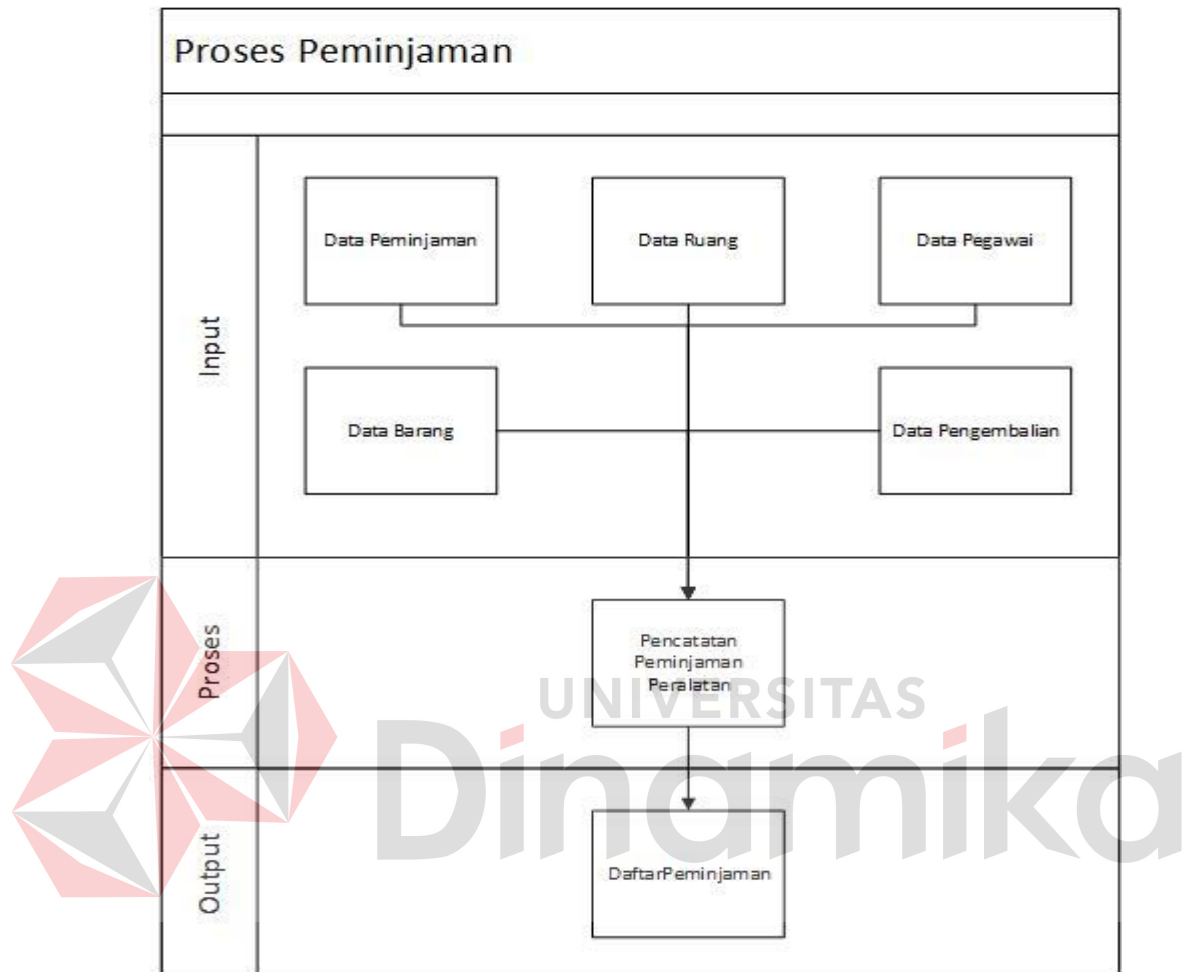 Proses Peminjaman
Input
Data Peminjaman
Data Ruang
Data Pegawai
Data Barang
Data Pengembalian
Proses
Pencatatan
Peminjaman
Peralatan
UNIVERSITAS
Dinamika
Output
DaftarPeminjaman